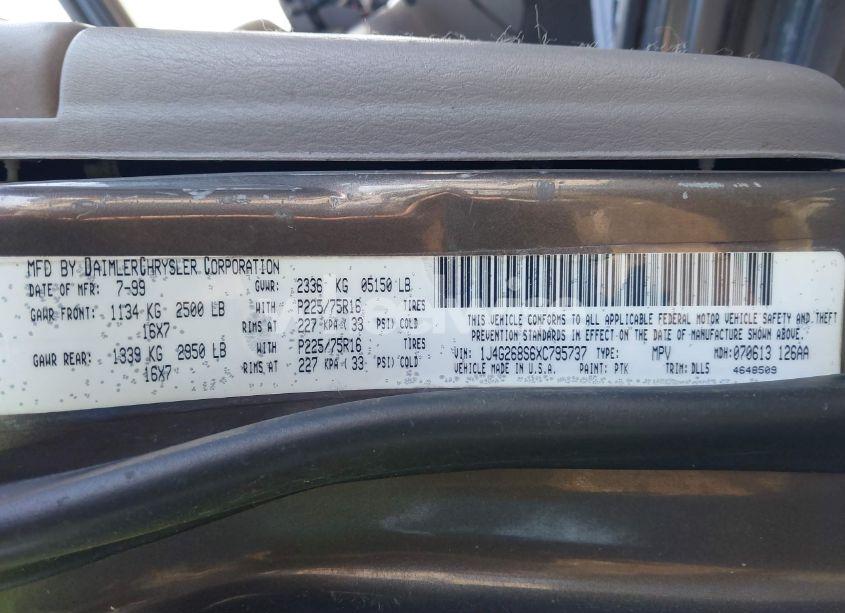 MFD BY DAIMLERCHRYSLER CORPORATION
DATE OF MFR: 7-99 GVWR: 2336 KG 05150 LB
GAWR FRONT: 1134 KG 2500 LB WITH P225/75R16 TIRES
16X7 RIMS AT 227 KPA ( 33 PSI) COLD
GAWR REAR: 1339 KG 2950 LB WITH P225/75R16 TIRES
16X7 RIMS AT 227 KPA ( 33 PSI) COLD
THIS VEHICLE CONFORMS TO ALL APPLICABLE FEDERAL MOTOR VEHICLE SAFETY AND THEFT
PREVENTION STANDARDS IN EFFECT ON THE DATE OF MANUFACTURE SHOWN ABOVE.
VIN: 1J4G268S6XC795737 TYPE: MPV MDH: 070613 126AA
VEHICLE MADE IN U.S.A. PAINT: PTK TRIM: DLL5 4648509